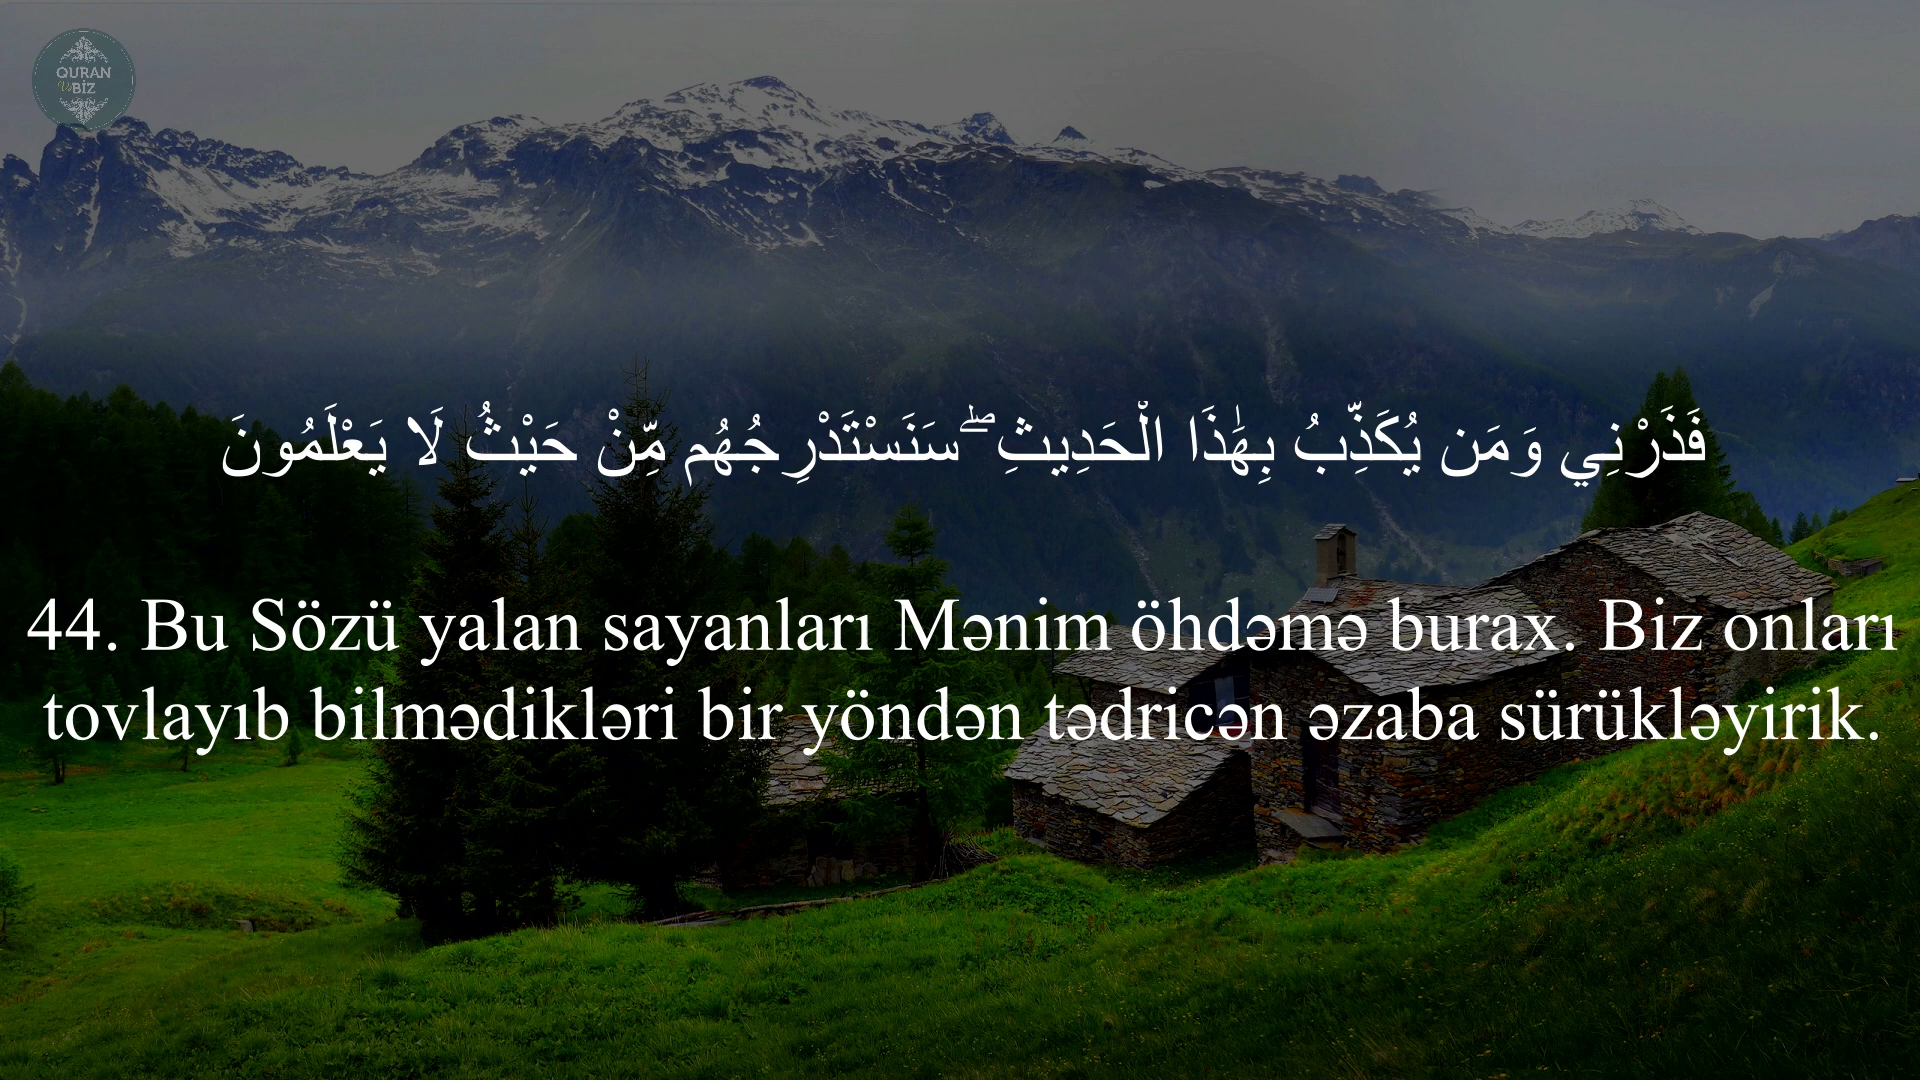 QURAN
Və BİZ
فَذَرْنِي وَمَن يُكَذِّبُ بِهَٰذَا الْحَدِيثِ ۖ سَنَسْتَدْرِجُهُم مِّنْ حَيْثُ لَا يَعْلَمُونَ
44. Bu Sözü yalan sayanları Mənim öhdəmə burax. Biz onları
tovlayıb bilmədikləri bir yöndən tədricən əzaba sürükləyirik.